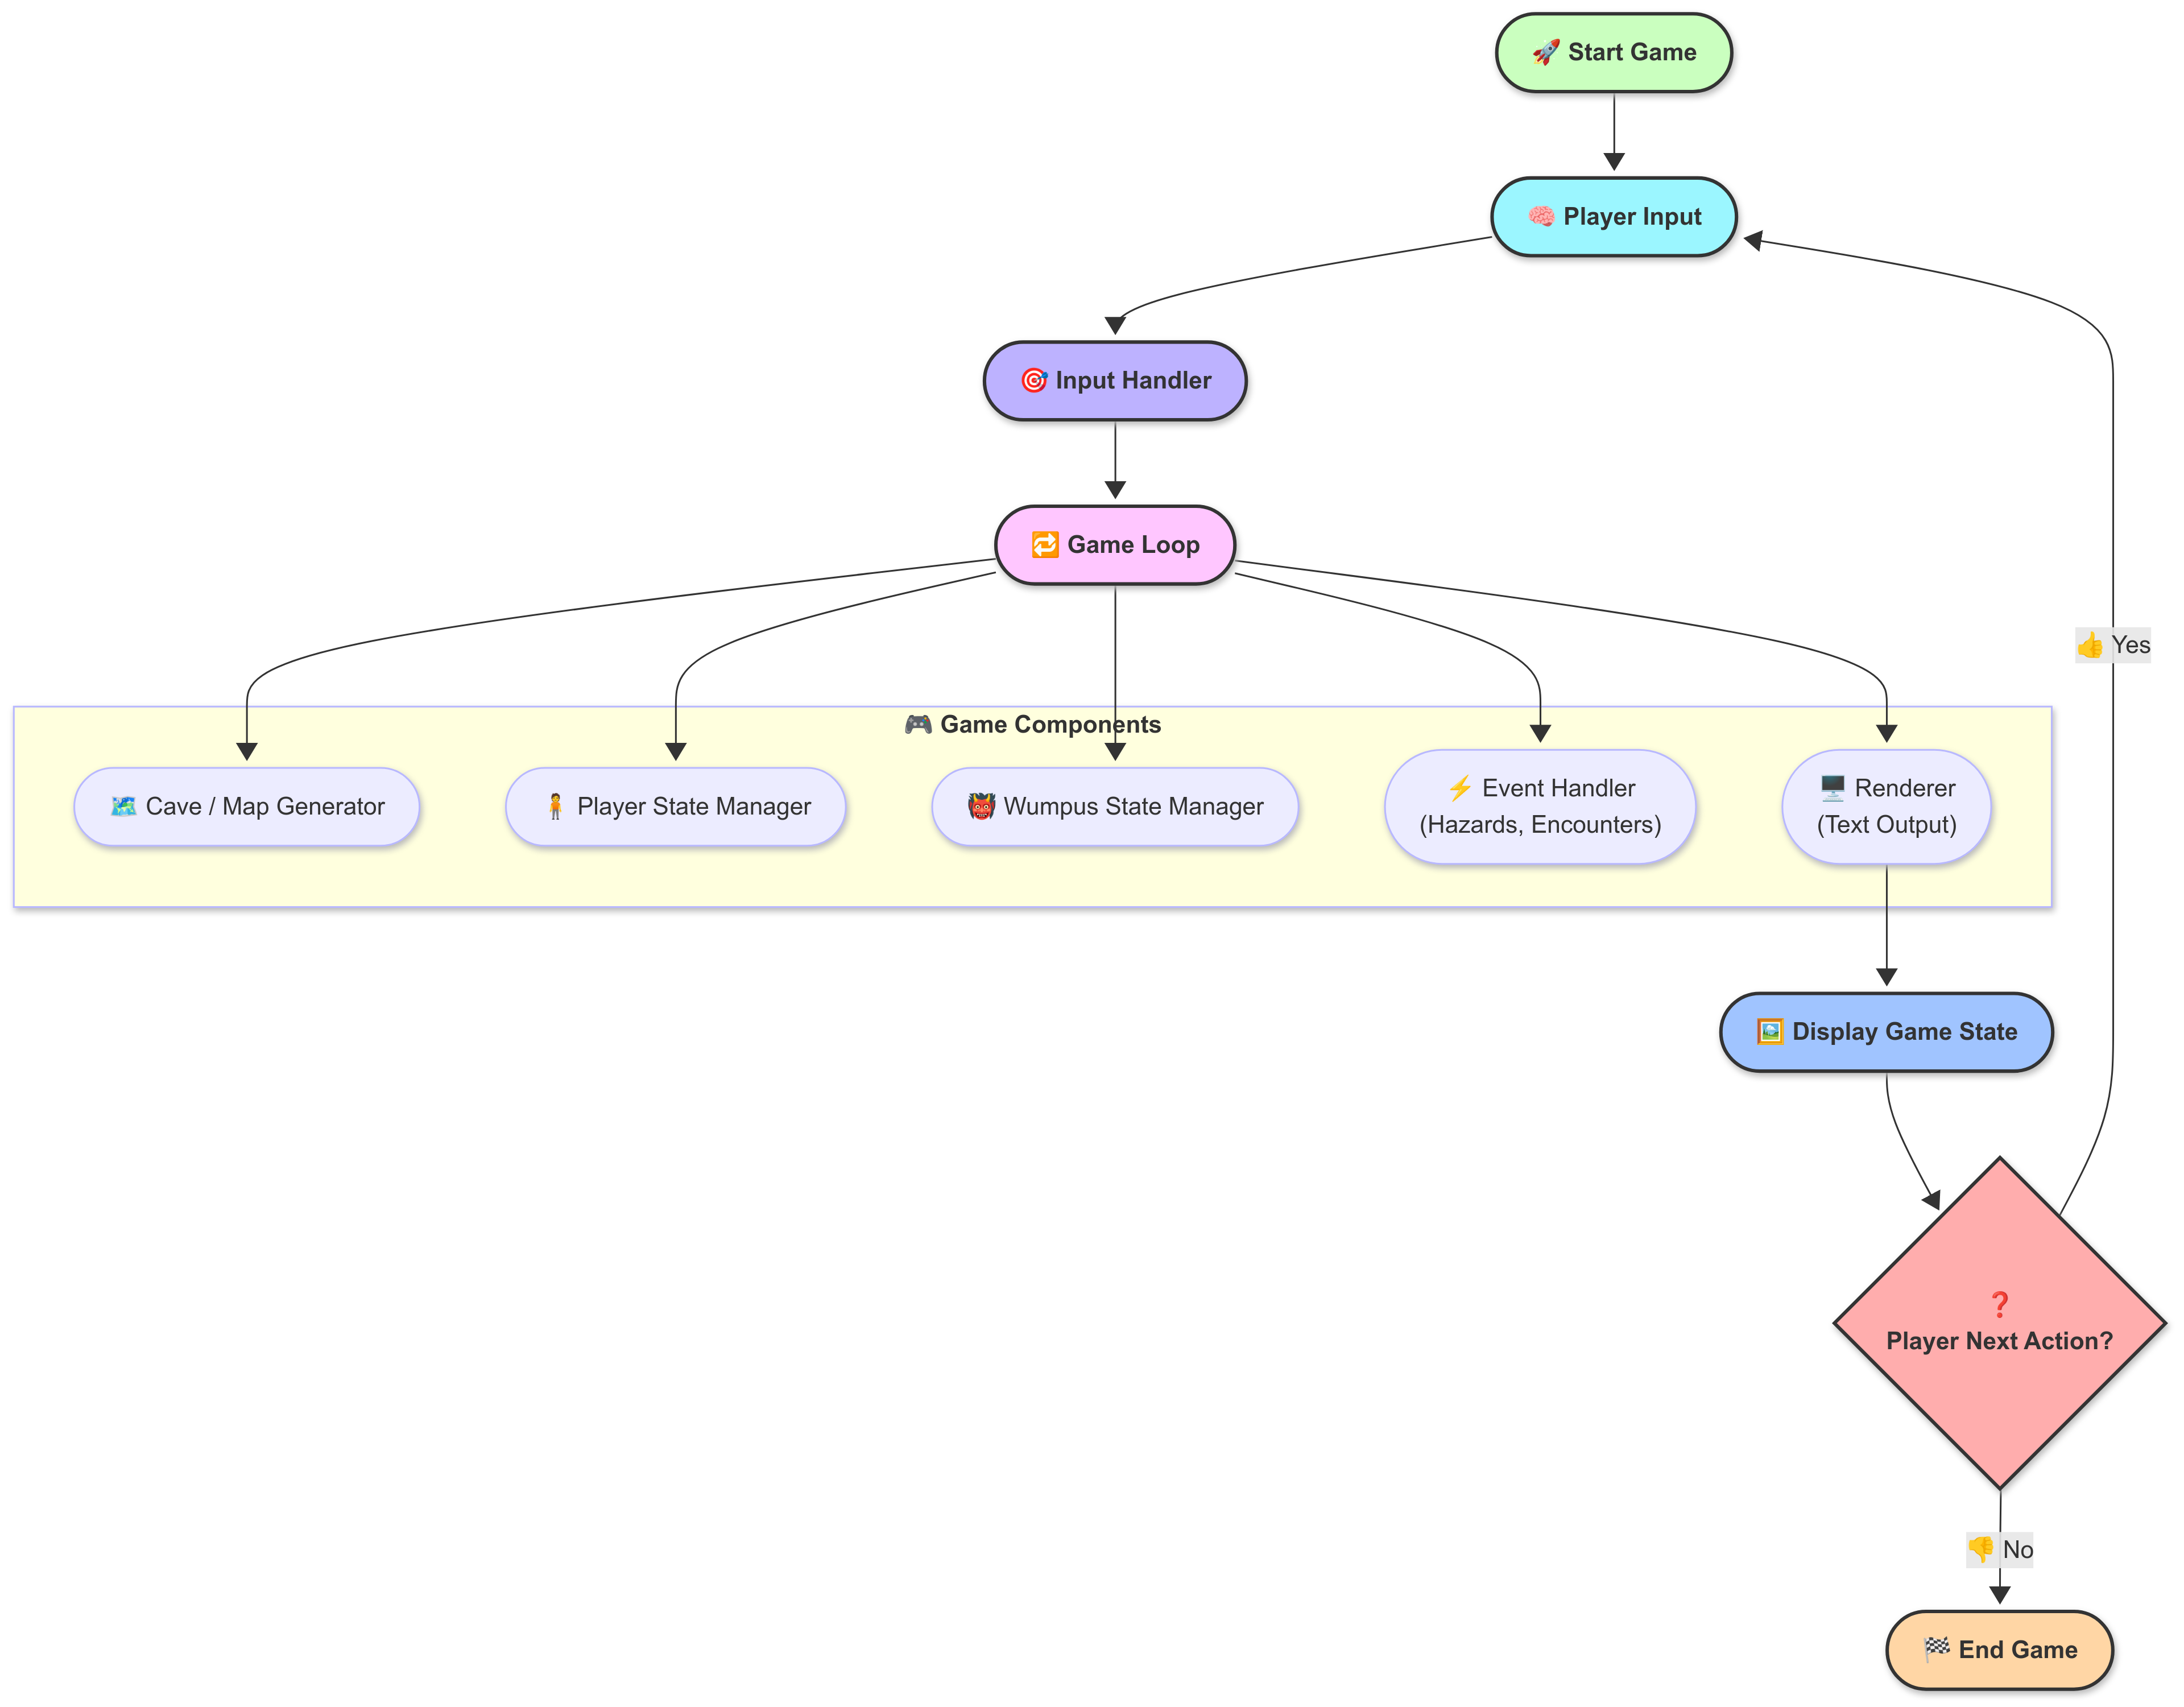 🚀 Start Game
🧠 Player Input
🎯 Input Handler
🔁 Game Loop
👍 Yes
🎮 Game Components
🗺️ Cave / Map Generator
🧍 Player State Manager
👹 Wumpus State Manager
⚡ Event Handler
(Hazards, Encounters)
🖥️ Renderer
(Text Output)
🖼️ Display Game State
❓
Player Next Action?
👎 No
🏁 End Game